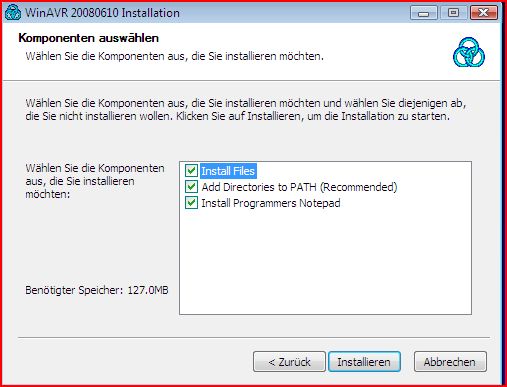 WinAVR 20080610 Installation
Komponenten auswählen
Wählen Sie die Komponenten aus, die Sie installieren möchten.
Wählen Sie die Komponenten aus, die Sie installieren möchten und wählen Sie diejenigen ab,
die Sie nicht installieren wollen. Klicken Sie auf Installieren, um die Installation zu starten.
Wählen Sie die Komponenten
aus, die Sie installieren
möchten:
Install Files
Add Directories to PATH (Recommended)
Install Programmers Notepad
Benötigter Speicher: 127.0MB
< Zurück
Installieren
Abbrechen